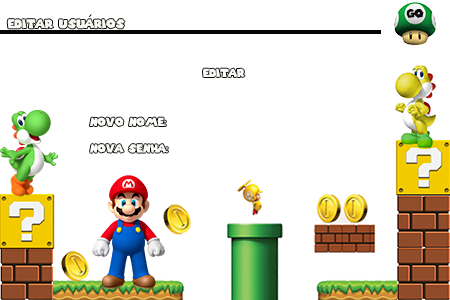 GO
EDITAR USUÁRIOS
EDITAR
NOVO NOME:
NOVA SENHA:
?
?
M